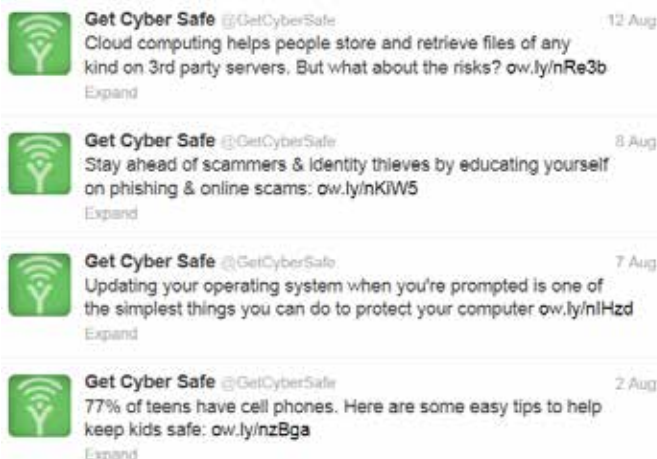 Get Cyber Safe @GetCyberSafe 12 Aug
Cloud computing helps people store and retrieve files of any
kind on 3rd party servers. But what about the risks? ow.ly/nRe3b
Expand
Get Cyber Safe @GetCyberSafe 8 Aug
Stay ahead of scammers & identity thieves by educating yourself
on phishing & online scams: ow.ly/nKiW5
Expand
Get Cyber Safe @GetCyberSafe 7 Aug
Updating your operating system when you're prompted is one of
the simplest things you can do to protect your computer ow.ly/nIHzd
Expand
Get Cyber Safe @GetCyberSafe 2 Aug
77% of teens have cell phones. Here are some easy tips to help
keep kids safe: ow.ly/nzBga
Expand